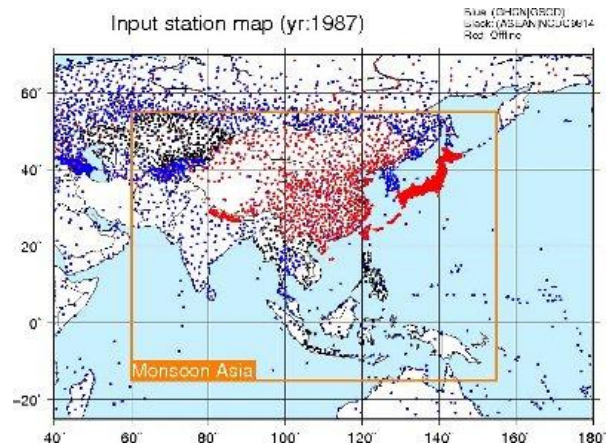 Input station map (yr:1987)
Blue: (GHCN|GSCD)
Black: (ASEAN|NCDC9814
Red: Offline
60°
40°
20°
0°
-20°
Monsoon Asia
40° 60° 80° 100° 120° 140° 160° 180°